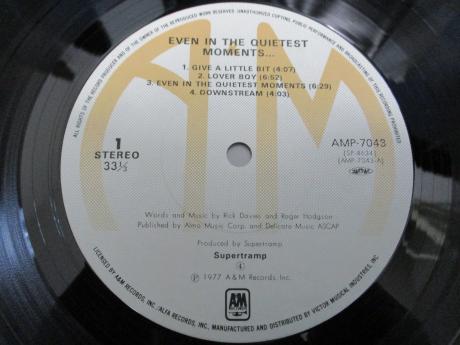 ALL RIGHTS OF THE RECORD PRODUCER AND OF THE OWNER OF THE RECORDED WORK RESERVED. UNAUTHORIZED COPYING, PUBLIC PERFORMANCE AND BROADCASTING OF THIS RECORD PROHIBITED
EVEN IN THE QUIETEST
MOMENTS...
1. GIVE A LITTLE BIT (4:07)
2. LOVER BOY (6:52)
3. EVEN IN THE QUIETEST MOMENTS (6:29)
4. DOWNSTREAM (4:03)
1
STEREO
33⅓
AMP-7043
[SP-4634]
(AMP-7043-A)
Words and Music by Rick Davies and Roger Hodgson
Published by Almo Music Corp. and Delicate Music ASCAP
Produced by Supertramp
Supertramp
4
Ⓟ 1977 A&M Records, Inc.
A&M
RECORDS
LICENSED BY A&M RECORDS, INC./ALFA RECORDS, INC. MANUFACTURED AND DISTRIBUTED BY VICTOR MUSICAL INDUSTRIES, INC.